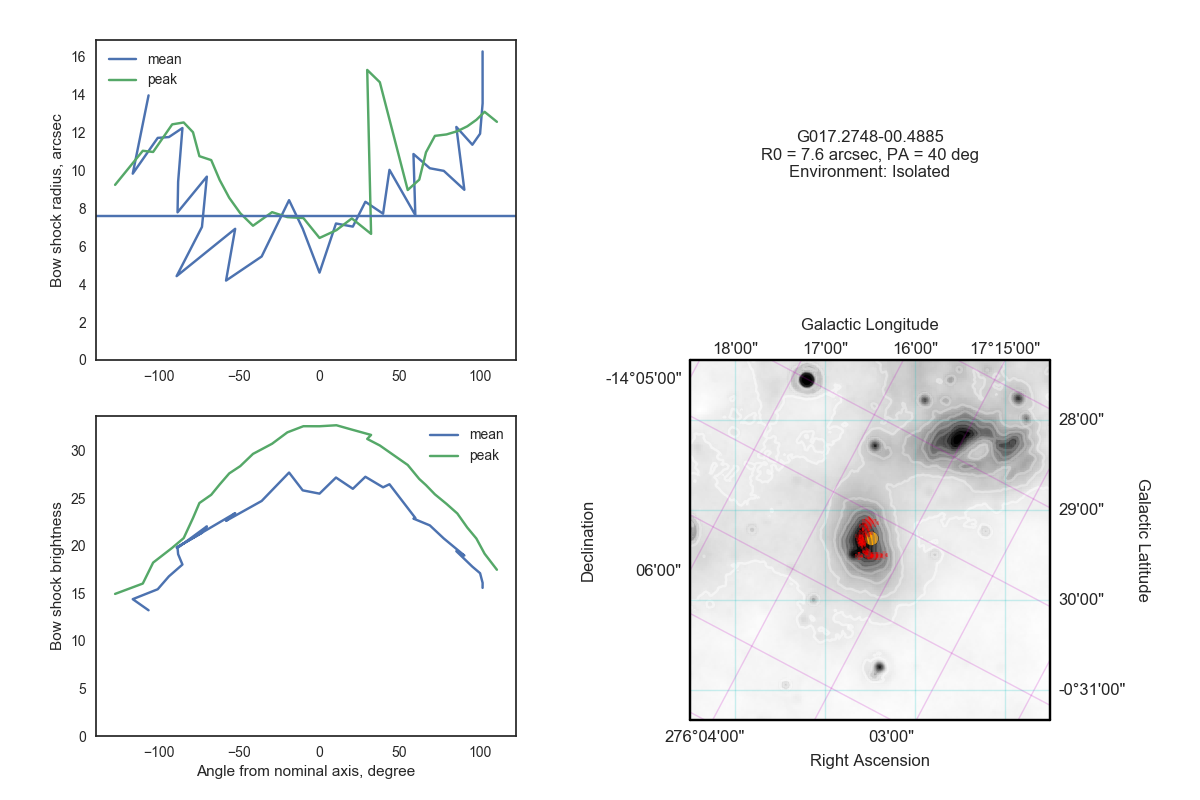 16
14
12
10
8
6
4
2
0
Bow shock radius, arcsec
mean
peak
−100
−50
0
50
100
30
25
20
15
10
5
0
Bow shock brightness
mean
peak
−100
−50
0
50
100
Angle from nominal axis, degree
G017.2748-00.4885
R0 = 7.6 arcsec, PA = 40 deg
Environment: Isolated
Galactic Longitude
18'00" 17'00" 16'00" 17°15'00"
-14°05'00"
06'00"
Declination
28'00"
29'00"
30'00"
-0°31'00"
Galactic Latitude
276°04'00" 03'00"
Right Ascension